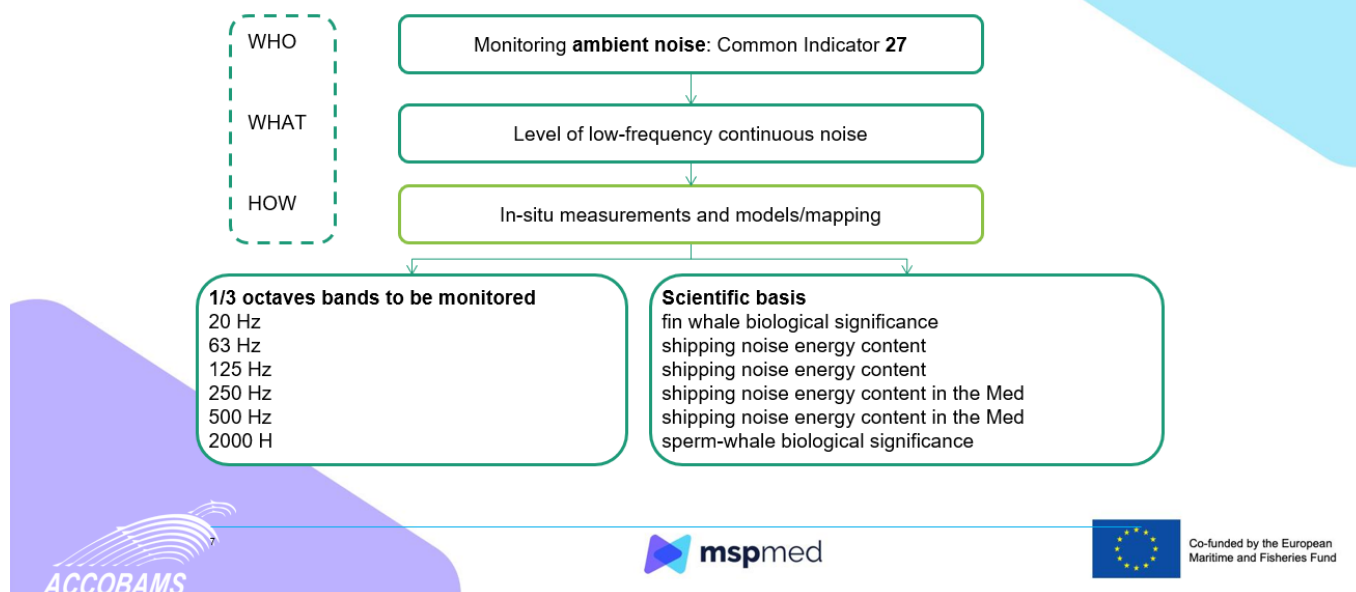 WHO
WHAT
HOW
Monitoring ambient noise: Common Indicator 27
Level of low-frequency continuous noise
In-situ measurements and models/mapping
1/3 octaves bands to be monitored
20 Hz
63 Hz
125 Hz
250 Hz
500 Hz
2000 H
Scientific basis
fin whale biological significance
shipping noise energy content
shipping noise energy content
shipping noise energy content in the Med
shipping noise energy content in the Med
sperm-whale biological significance
ACCOBAMS
7
mspmed
Co-funded by the European
Maritime and Fisheries Fund